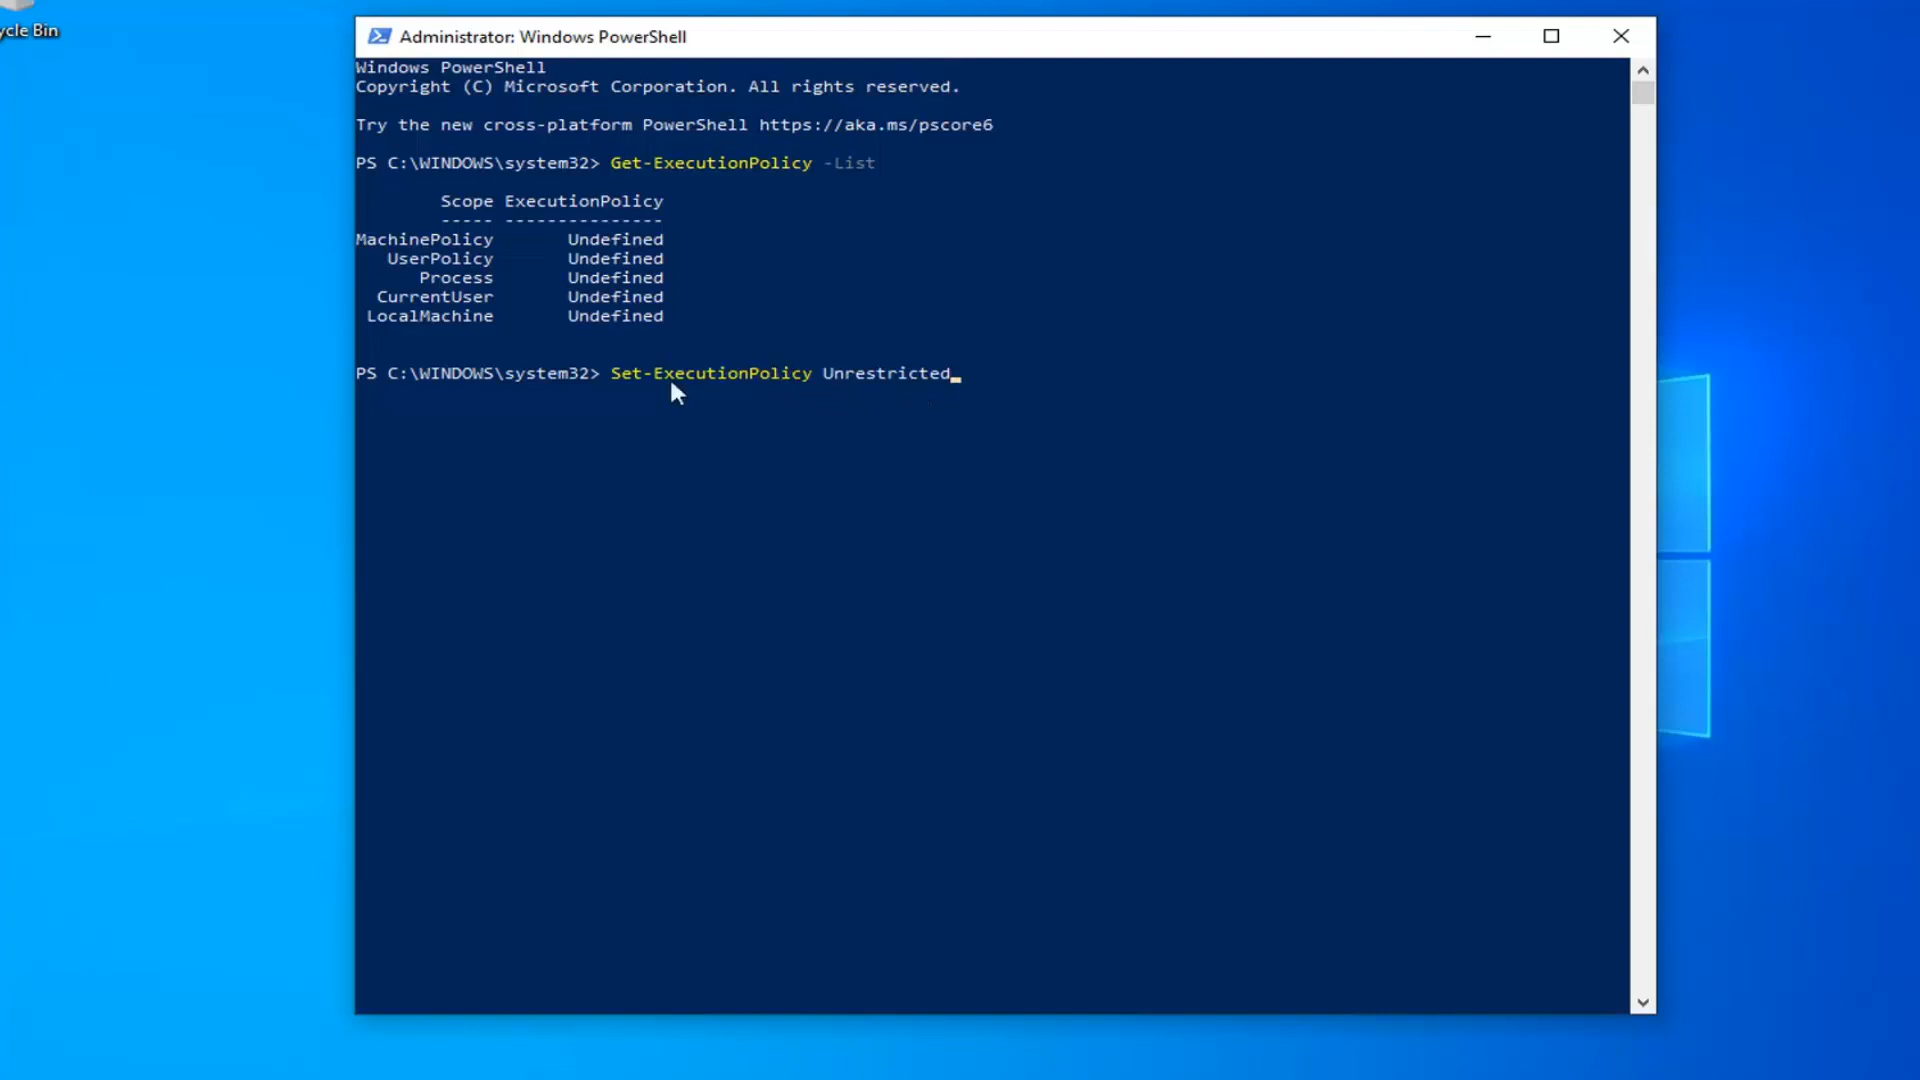 ycle Bin
Administrator: Windows PowerShell
Windows PowerShell
Copyright (C) Microsoft Corporation. All rights reserved.
Try the new cross-platform PowerShell https://aka.ms/pscore6
PS C:\WINDOWS\system32> Get-ExecutionPolicy -List
Scope ExecutionPolicy
----- ---------------
MachinePolicy Undefined
UserPolicy Undefined
Process Undefined
CurrentUser Undefined
LocalMachine Undefined
PS C:\WINDOWS\system32> Set-ExecutionPolicy Unrestricted_